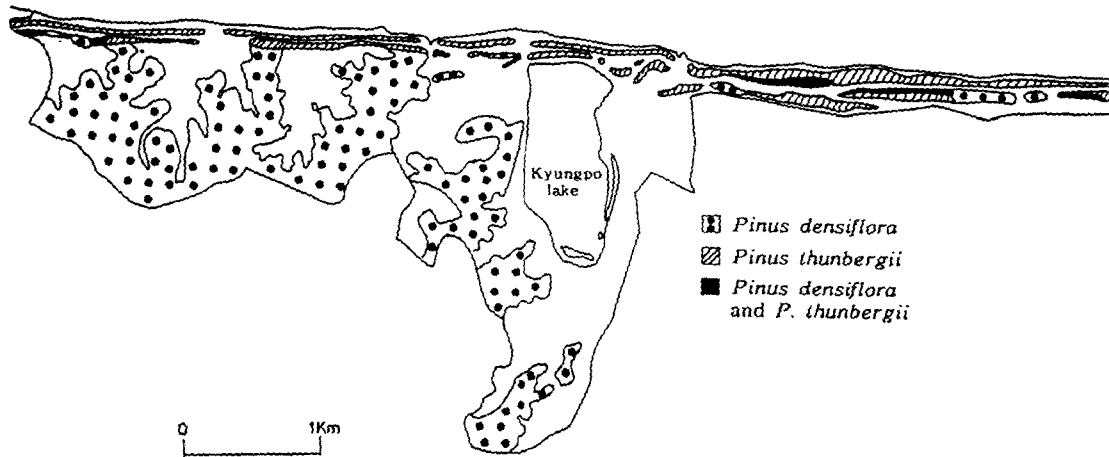 Kyungpo
lake
Pinus densiflora
Pinus thunbergii
Pinus densiflora
and P. thunbergii
0 1Km